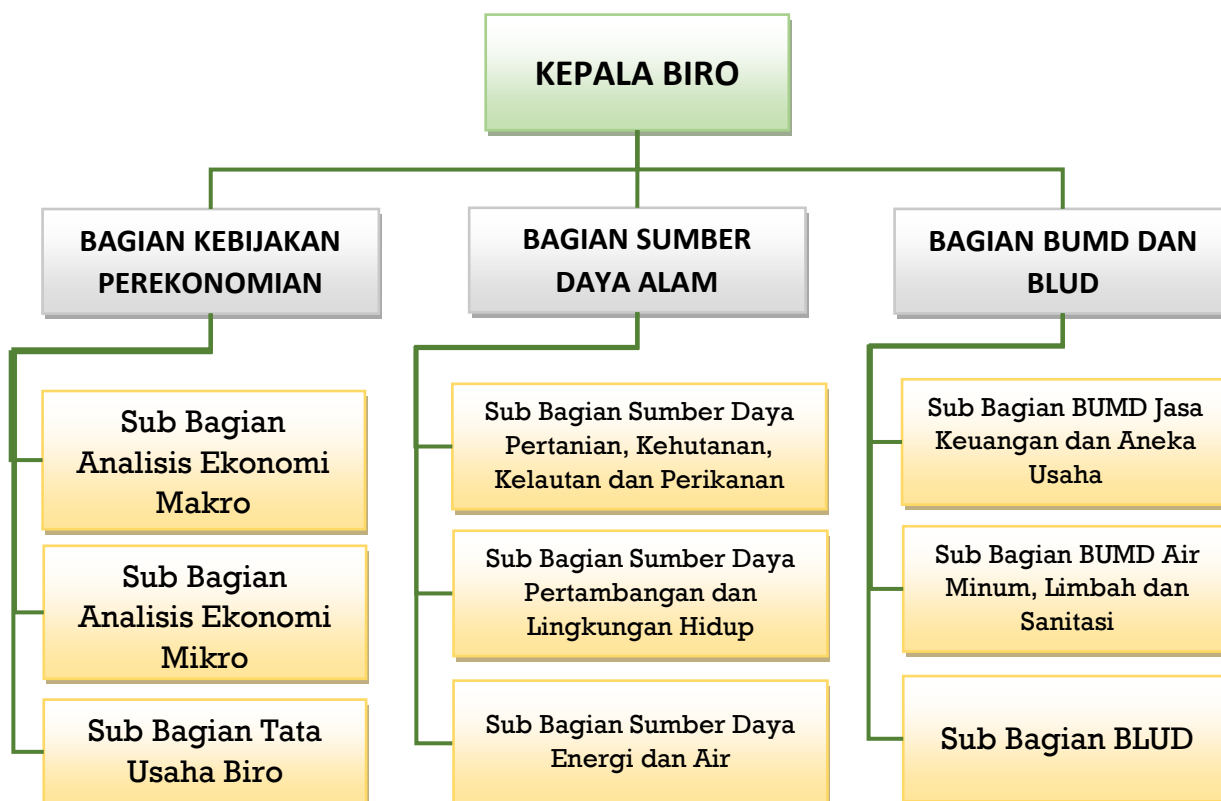 KEPALA BIRO
BAGIAN KEBIJAKAN
PEREKONOMIAN
BAGIAN SUMBER
DAYA ALAM
BAGIAN BUMD DAN
BLUD
Sub Bagian
Analisis Ekonomi
Makro
Sub Bagian
Analisis Ekonomi
Mikro
Sub Bagian Tata
Usaha Biro
Sub Bagian Sumber Daya
Pertanian, Kehutanan,
Kelautan dan Perikanan
Sub Bagian Sumber Daya
Pertambangan dan
Lingkungan Hidup
Sub Bagian Sumber Daya
Energi dan Air
Sub Bagian BUMD Jasa
Keuangan dan Aneka
Usaha
Sub Bagian BUMD Air
Minum, Limbah dan
Sanitasi
Sub Bagian BLUD